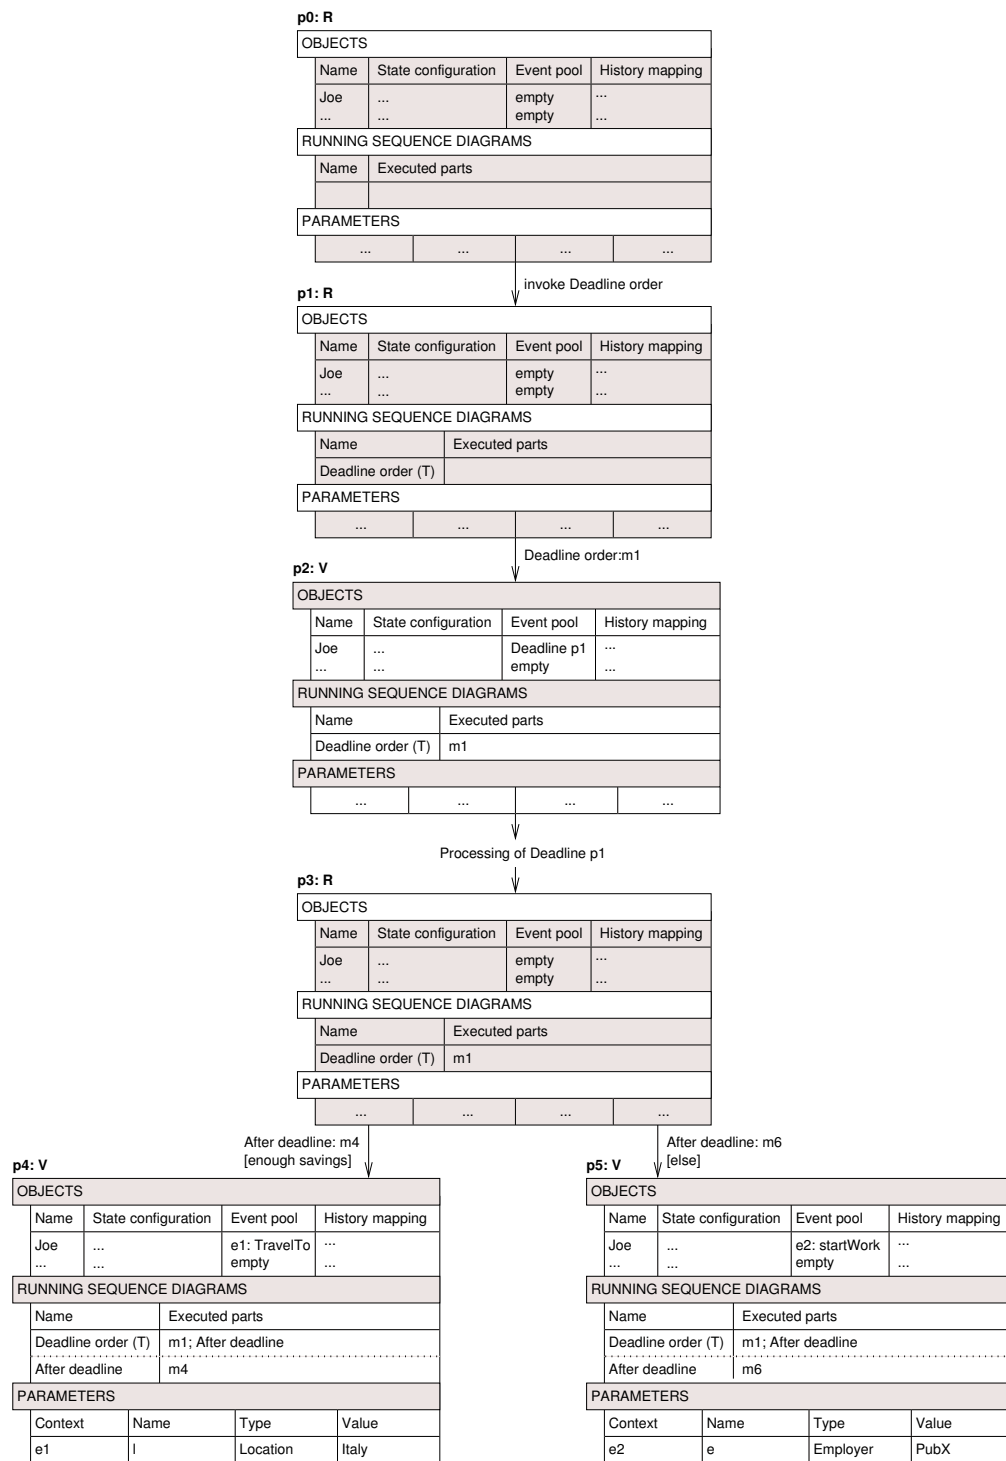 p0: R
OBJECTS
Name State configuration Event pool History mapping
Joe ... empty ...
... ... empty ...
RUNNING SEQUENCE DIAGRAMS
Name Executed parts
PARAMETERS
... ... ... ...
invoke Deadline order
p1: R
OBJECTS
Name State configuration Event pool History mapping
Joe ... empty ...
... ... empty ...
RUNNING SEQUENCE DIAGRAMS
Name Executed parts
Deadline order (T)
PARAMETERS
... ... ... ...
Deadline order:m1
p2: V
OBJECTS
Name State configuration Event pool History mapping
Joe ... Deadline p1 ...
... ... empty ...
RUNNING SEQUENCE DIAGRAMS
Name Executed parts
Deadline order (T) m1
PARAMETERS
... ... ... ...
Processing of Deadline p1
p3: R
OBJECTS
Name State configuration Event pool History mapping
Joe ... empty ...
... ... empty ...
RUNNING SEQUENCE DIAGRAMS
Name Executed parts
Deadline order (T) m1
PARAMETERS
... ... ... ...
After deadline: m4
[enough savings]
p4: V
OBJECTS
Name State configuration Event pool History mapping
Joe ... e1: TravelTo ...
... ... empty ...
RUNNING SEQUENCE DIAGRAMS
Name Executed parts
Deadline order (T) m1; After deadline
After deadline m4
PARAMETERS
Context Name Type Value
e1 l Location Italy
After deadline: m6
[else]
p5: V
OBJECTS
Name State configuration Event pool History mapping
Joe ... e2: startWork ...
... ... empty ...
RUNNING SEQUENCE DIAGRAMS
Name Executed parts
Deadline order (T) m1; After deadline
After deadline m6
PARAMETERS
Context Name Type Value
e2 e Employer PubX